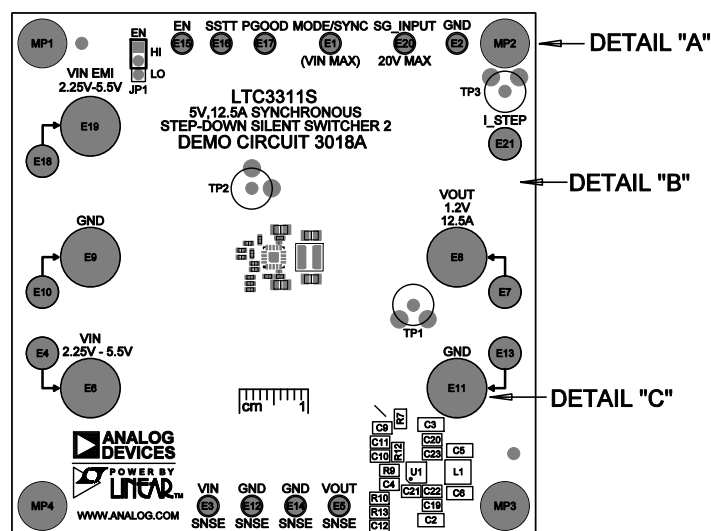 EN SSTT PGOOD MODE/SYNC SG_INPUT GND
MP1 E15 E16 E17 E1 E20 E2 MP2
(VIN MAX) 20V MAX
DETAIL "A"
EN
HI
LO
JP1
VIN EMI
2.25V-5.5V
E19
E18
LTC3311S
5V,12.5A SYNCHRONOUS
STEP-DOWN SILENT SWITCHER 2
DEMO CIRCUIT 3018A
TP3
I_STEP
E21
DETAIL "B"
TP2
GND
E9
E10
VOUT
1.2V
12.5A
E8
E7
TP1
E4
VIN
2.25V - 5.5V
E6
GND
E13
E11
DETAIL "C"
cm 1
ANALOG
DEVICES
POWER BY
LINEAR™
WWW.ANALOG.COM
MP4
VIN GND GND VOUT
E3 E12 E14 E5
SNSE SNSE SNSE SNSE
R7
C9
C3
C11
C20
R12
C10
C23
C5
R9
U1
L1
C4
C21
C22
C6
R10
C19
R13
C2
C12
MP3